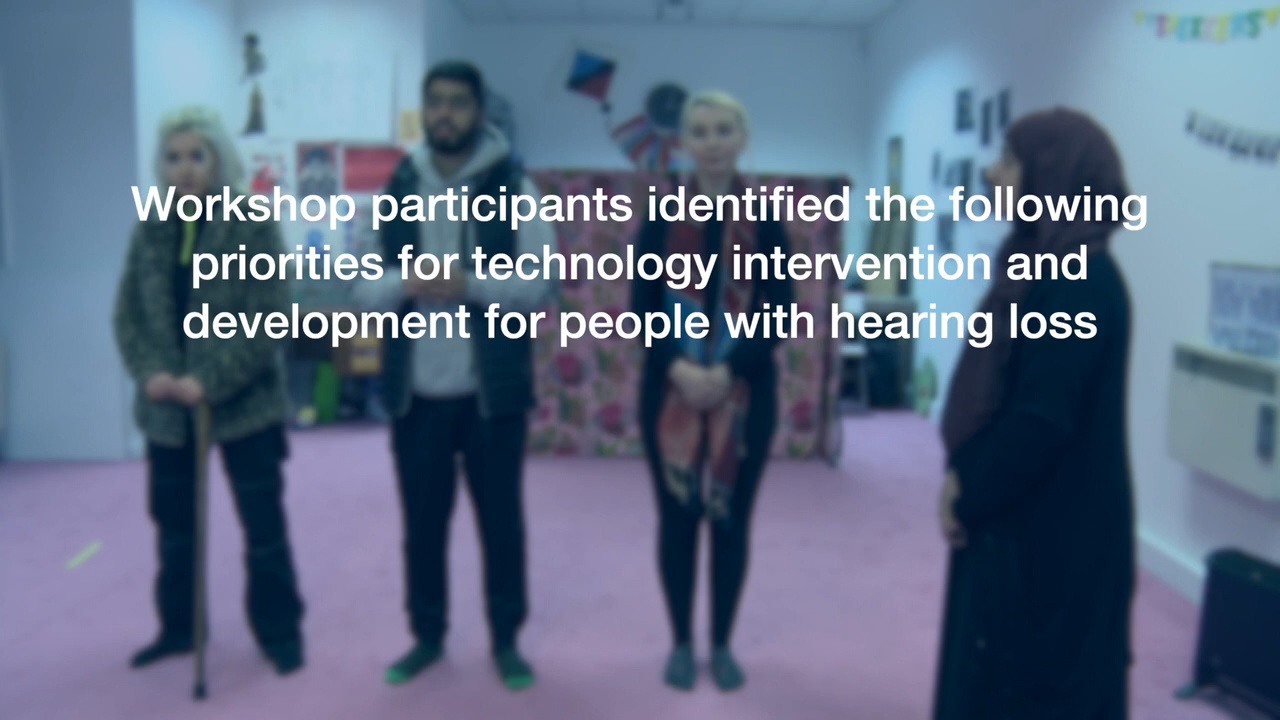 Workshop participants identified the following
priorities for technology intervention and
development for people with hearing loss